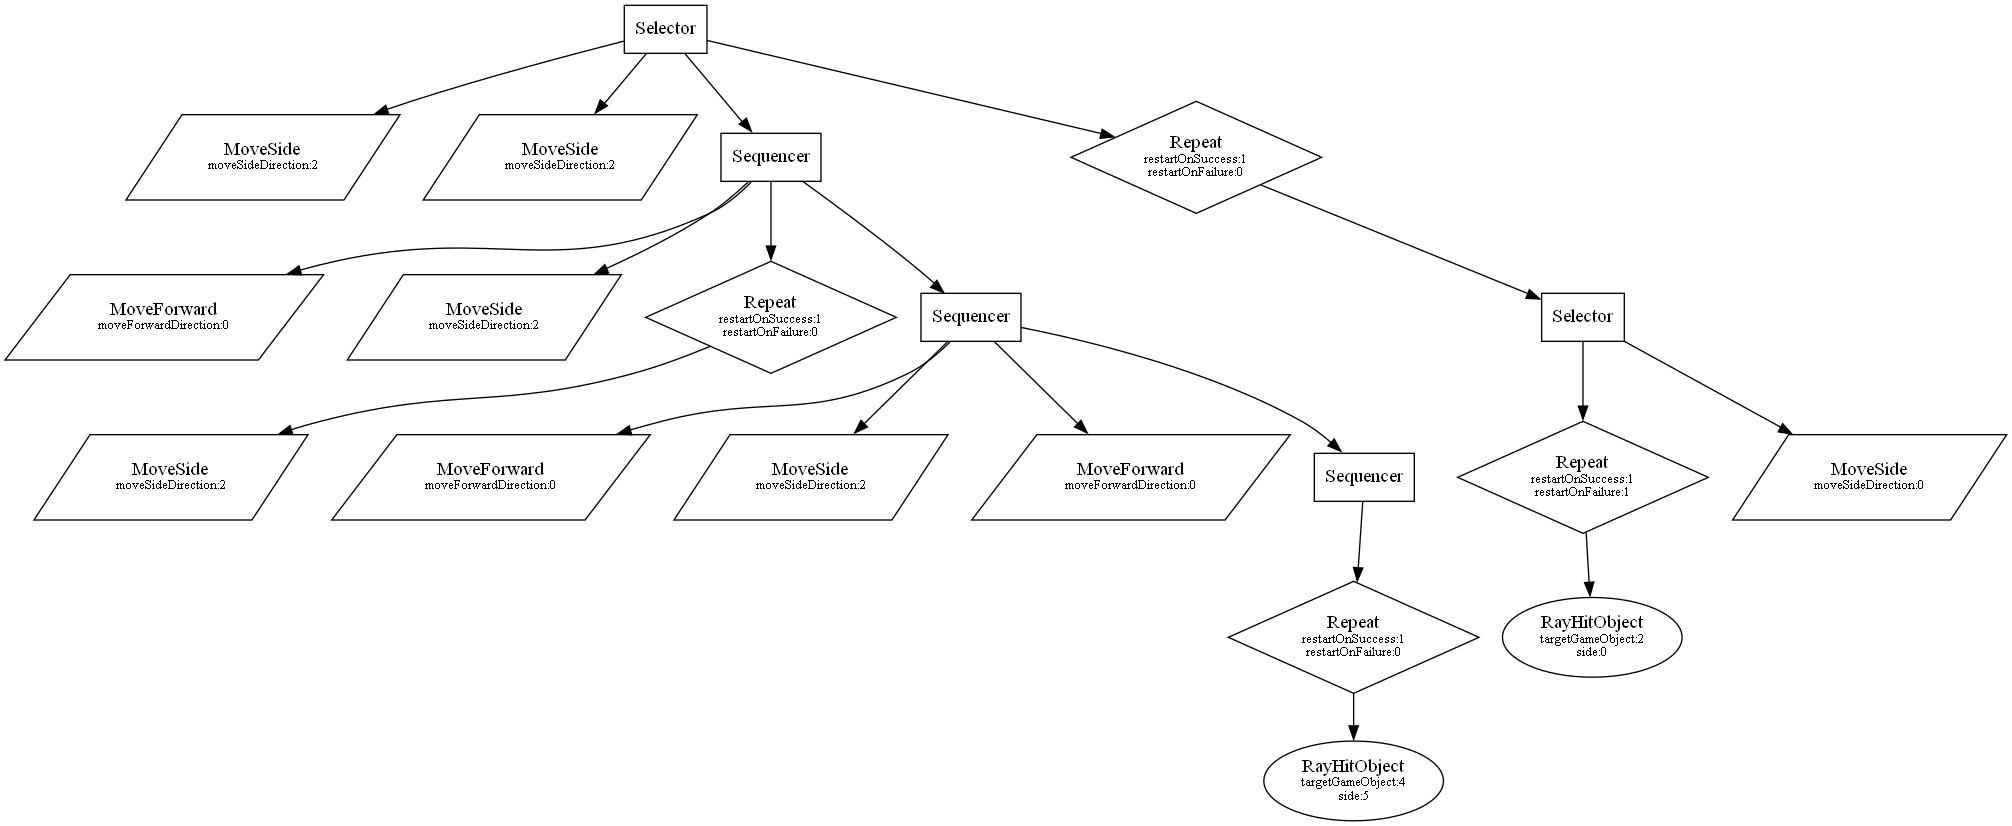 Selector
MoveSide
moveSideDirection:2
MoveSide
moveSideDirection:2
Sequencer
Repeat
restartOnSuccess:1
restartOnFailure:0
MoveForward
moveForwardDirection:0
MoveSide
moveSideDirection:2
Repeat
restartOnSuccess:1
restartOnFailure:0
Sequencer
Selector
MoveSide
moveSideDirection:2
MoveForward
moveForwardDirection:0
MoveSide
moveSideDirection:2
MoveForward
moveForwardDirection:0
Sequencer
Repeat
restartOnSuccess:1
restartOnFailure:1
MoveSide
moveSideDirection:0
Repeat
restartOnSuccess:1
restartOnFailure:0
RayHitObject
targetGameObject:2
side:0
RayHitObject
targetGameObject:4
side:5